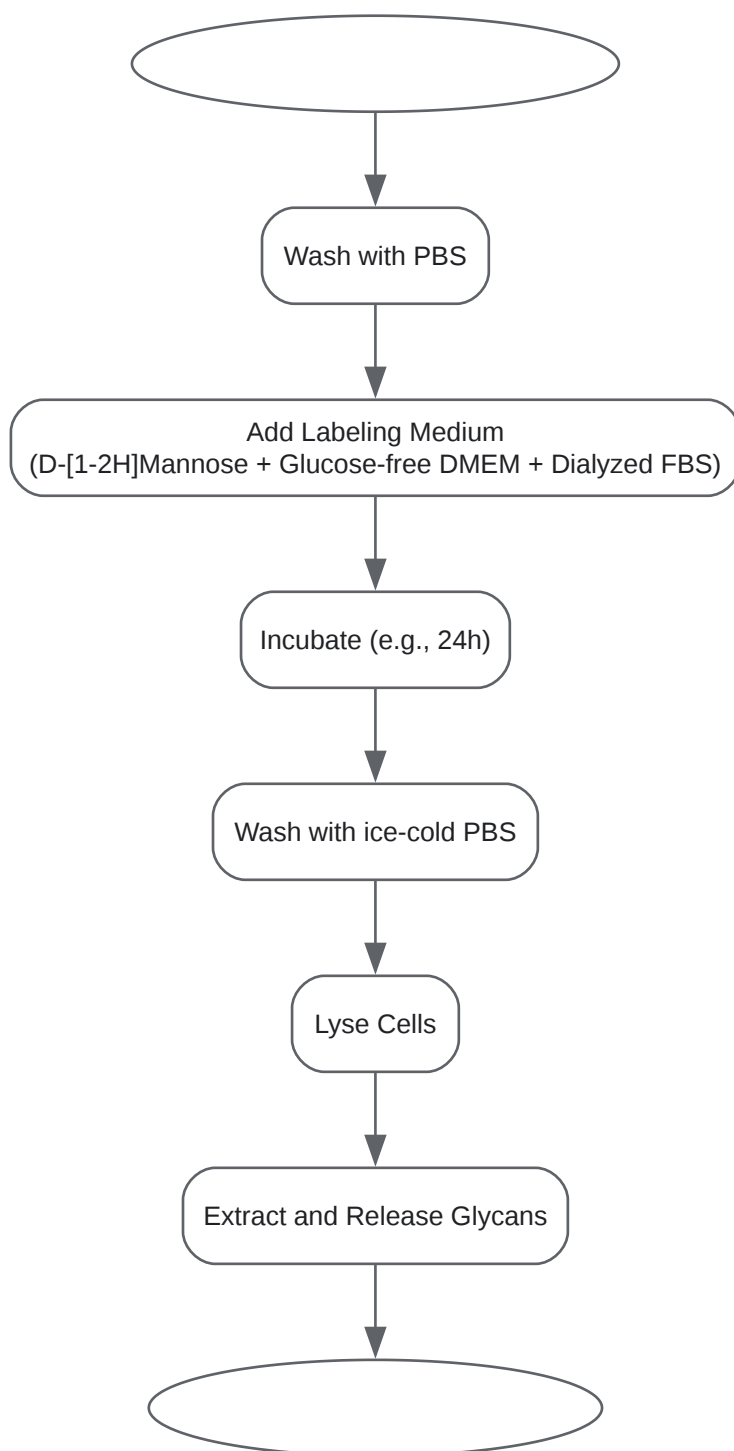 Wash with PBS
Add Labeling Medium
(D-[1-2H]Mannose + Glucose-free DMEM + Dialyzed FBS)
Incubate (e.g., 24h)
Wash with ice-cold PBS
Lyse Cells
Extract and Release Glycans